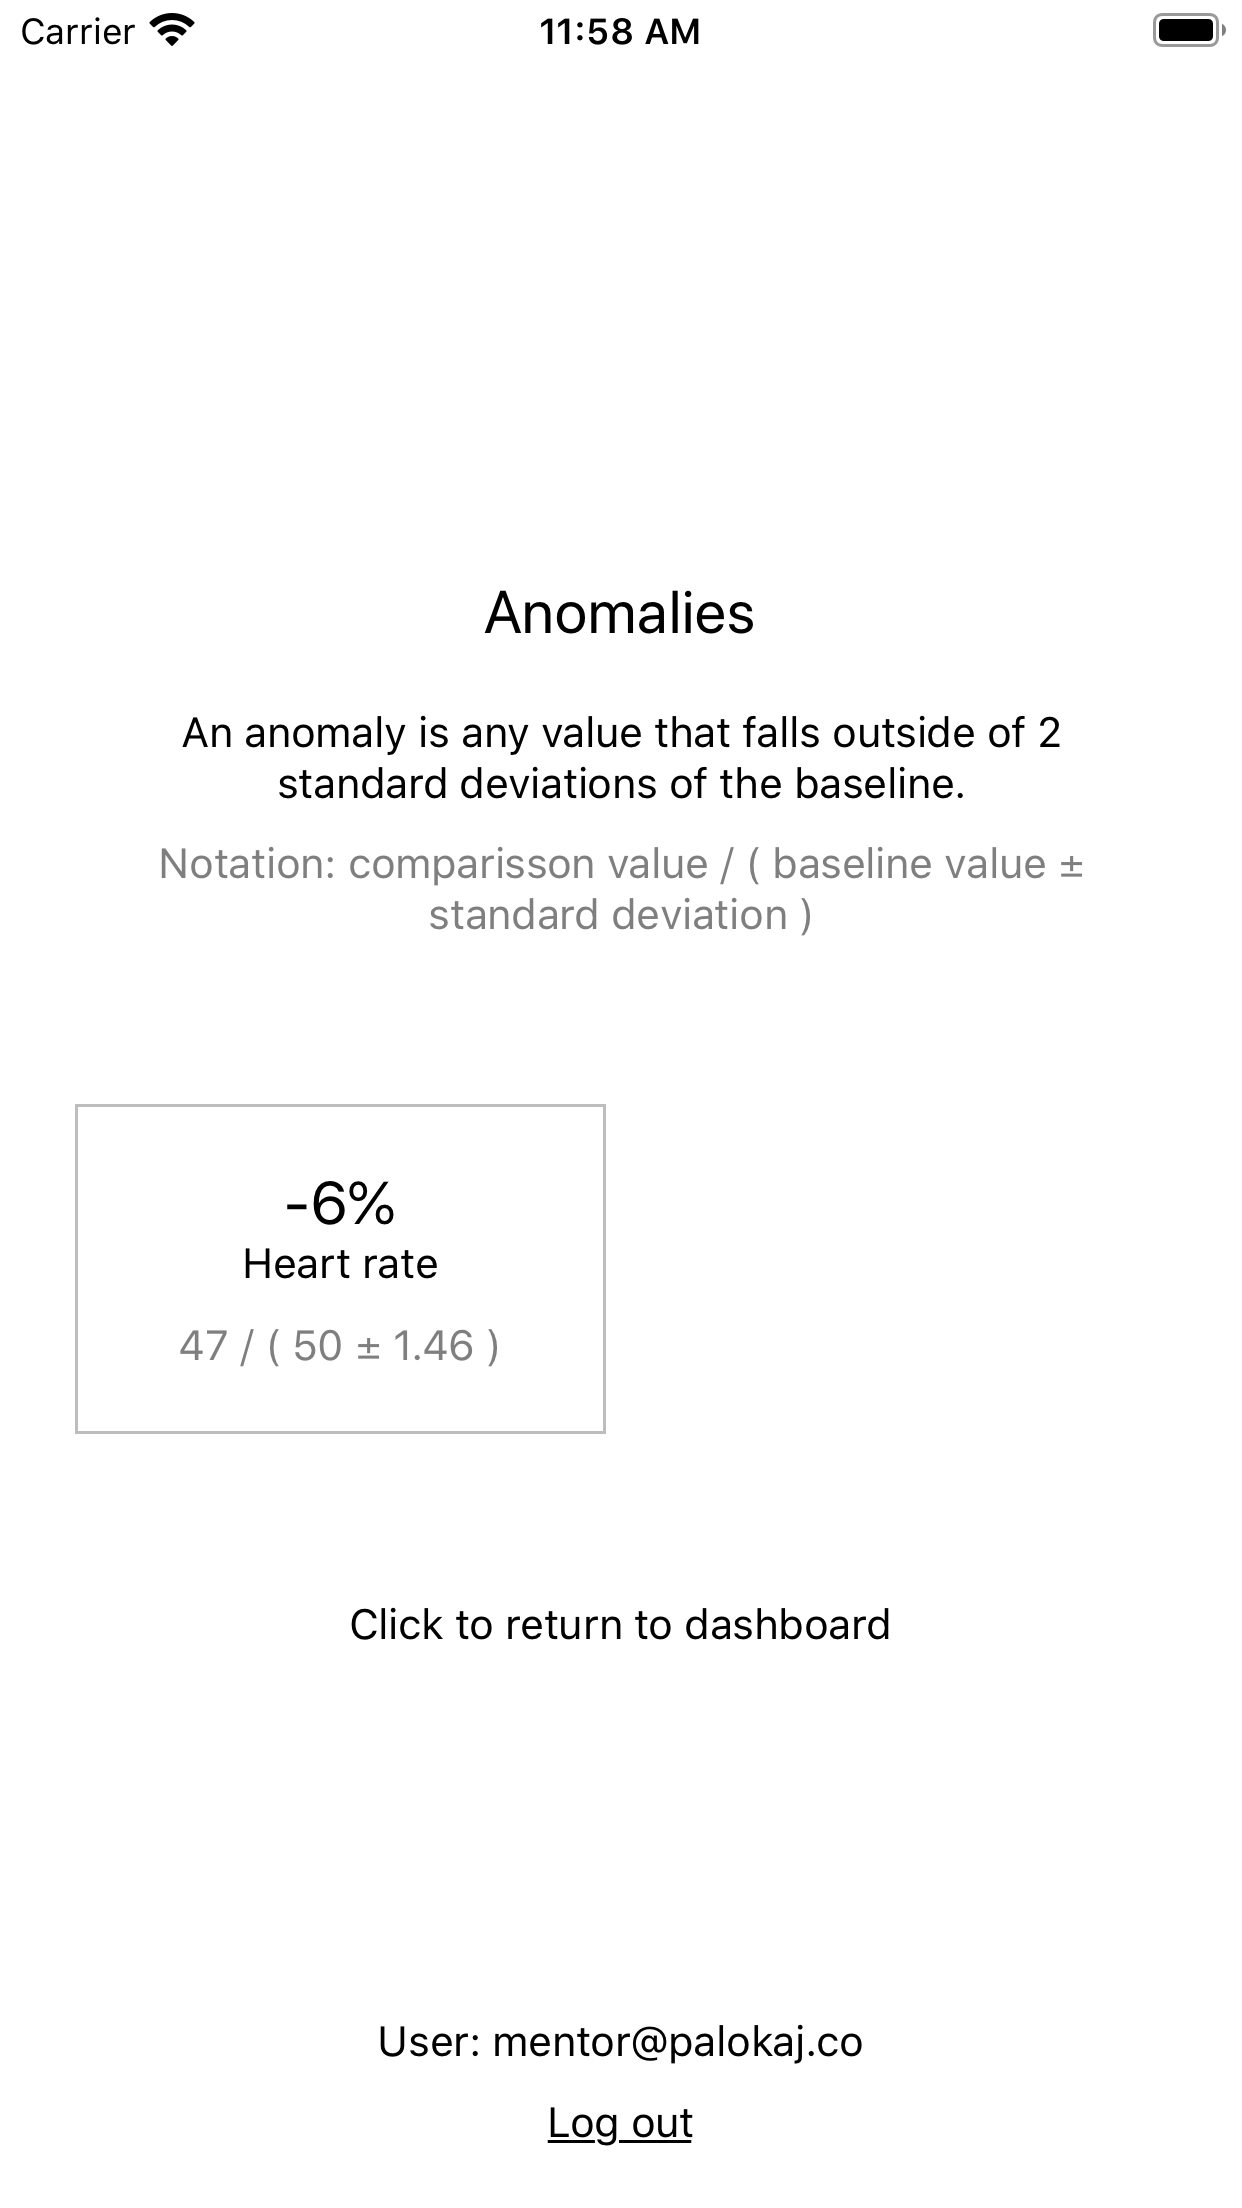 Carrier
11:58 AM
Anomalies
An anomaly is any value that falls outside of 2
standard deviations of the baseline.
Notation: comparisson value / ( baseline value ±
standard deviation )
-6%
Heart rate
47 / ( 50 ± 1.46 )
Click to return to dashboard
User: mentor@palokaj.co
Log out